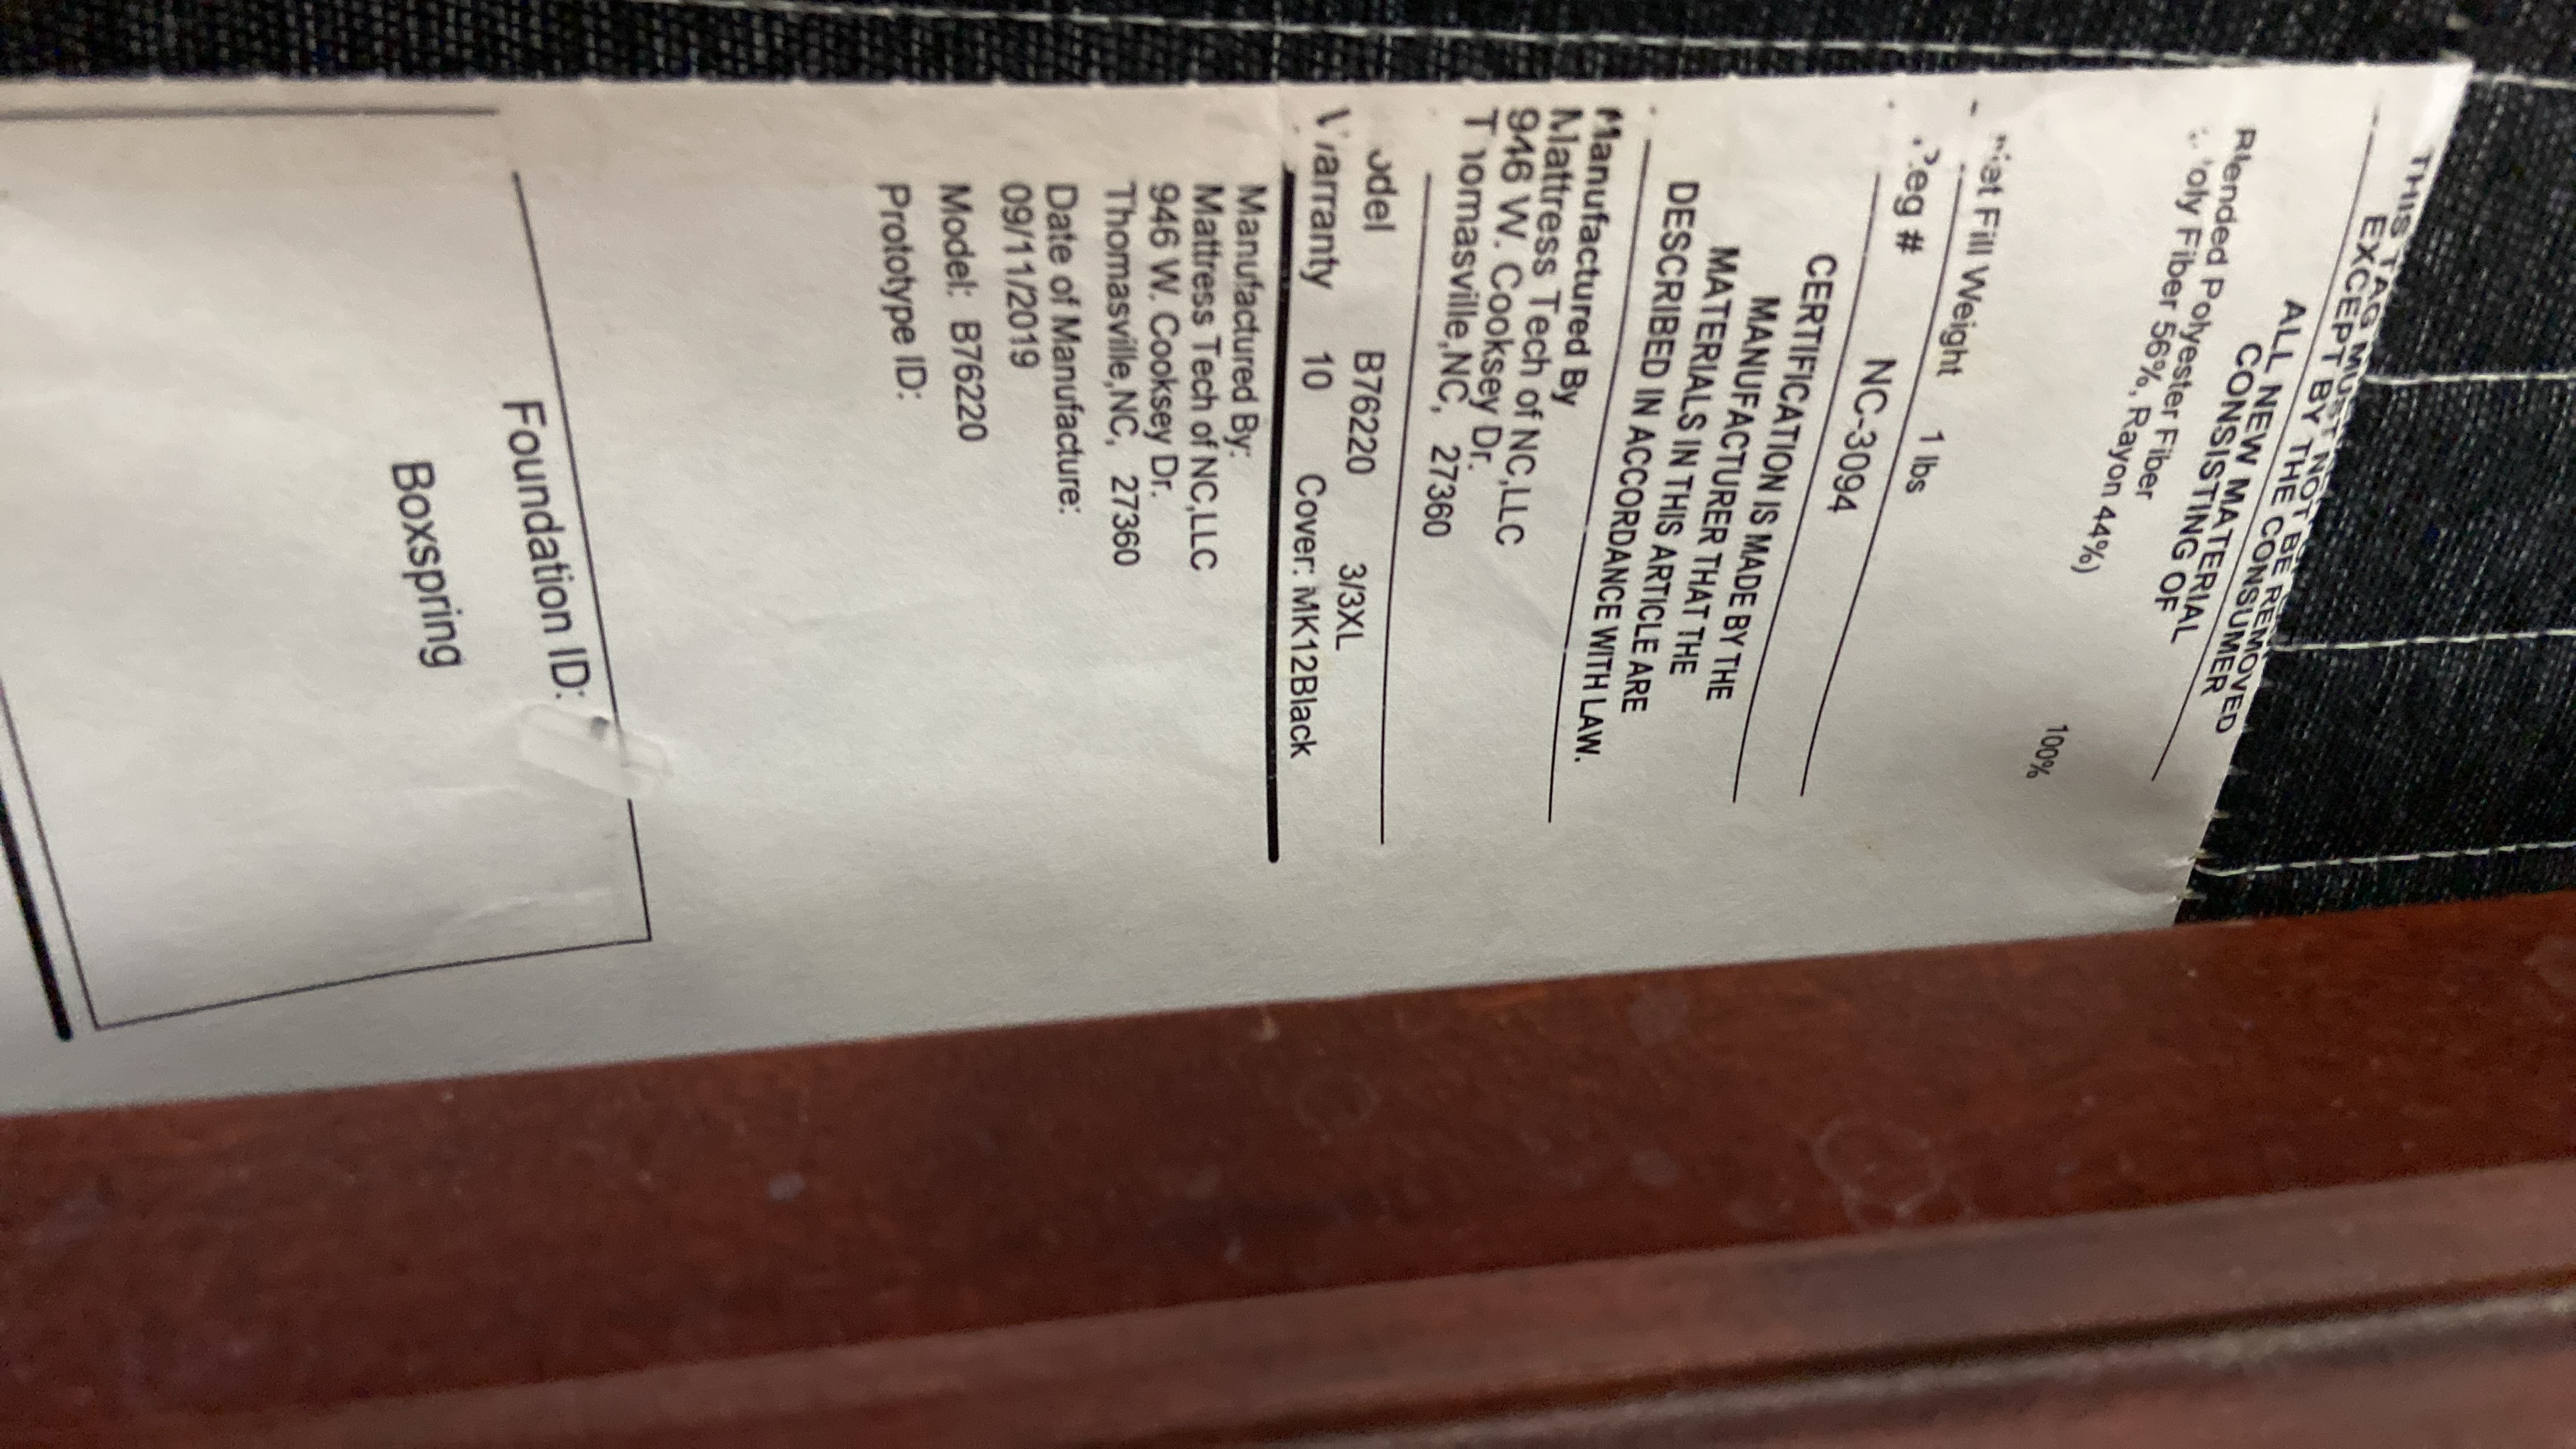 THIS TAG MUST NOT BE REMOVED
EXCEPT BY THE CONSUMER
ALL NEW MATERIAL
CONSISTING OF
Blended Polyester Fiber
Poly Fiber 56%, Rayon 44%)
100%
Net Fill Weight 1 lbs
Reg # NC-3094
CERTIFICATION IS MADE BY THE
MANUFACTURER THAT THE
MATERIALS IN THIS ARTICLE ARE
DESCRIBED IN ACCORDANCE WITH LAW.
Manufactured By
Mattress Tech of NC,LLC
946 W. Cooksey Dr.
Thomasville,NC, 27360
odel B76220 3/3XL
Warranty 10 Cover: MK12Black
Manufactured By:
Mattress Tech of NC,LLC
946 W. Cooksey Dr.
Thomasville,NC, 27360
Date of Manufacture:
09/11/2019
Model: B76220
Prototype ID:
Foundation ID:
Boxspring